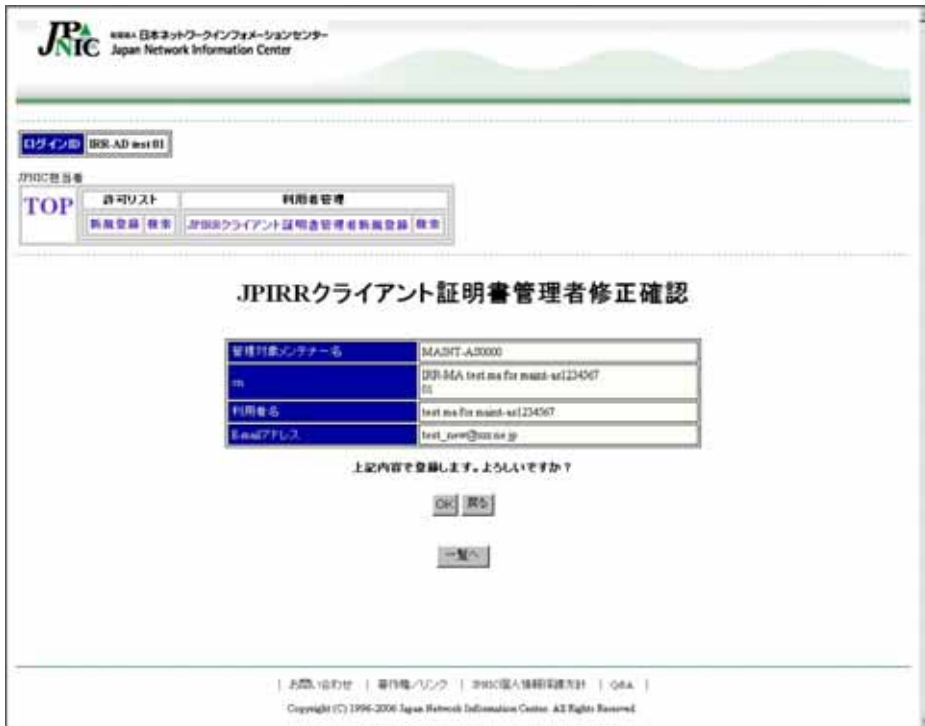 JPNIC 社団法人 日本ネットワークインフォメーションセンター
Japan Network Information Center
ログインID IRR-AD test 01
JPNIC担当者
TOP 許可リスト 利用者管理
新規登録 検索 JPIRRクライアント証明書管理者新規登録 検索
JPIRRクライアント証明書管理者修正確認
管理対象メンテナー名 MAINT-AS0000
IRR-MA test ma for maint-as1234567
01
利用者名 test ma for maint-as1234567
E-mailアドレス
上記内容で登録します。よろしいですか?
OK 戻る
一覧へ
| お問い合わせ | 著作権/リンク | JPNIC個人情報保護方針 | Q&A |
Copyright (C) 1996-2006 Japan Network Information Center. All Rights Reserved.